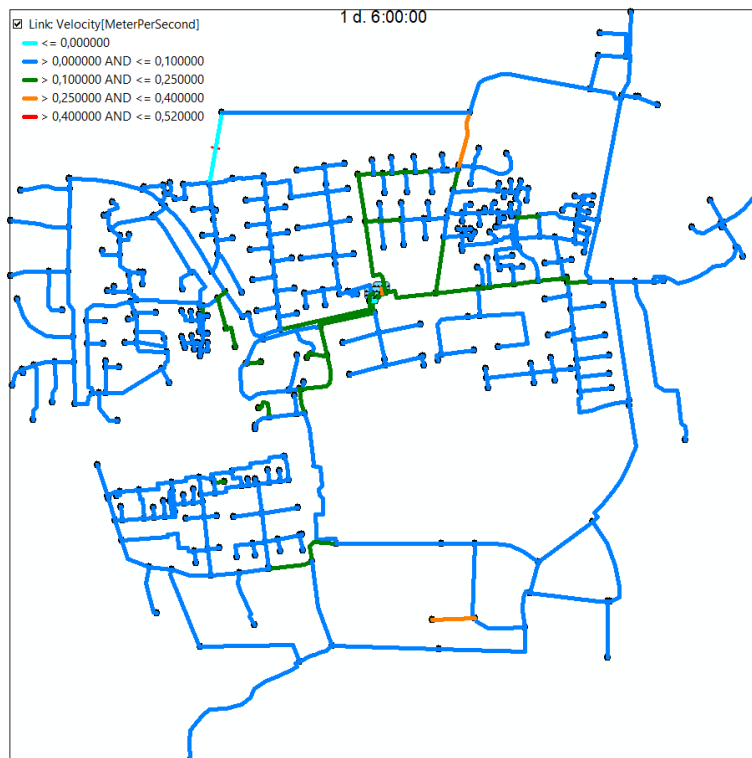 1 d. 6:00:00
Link: Velocity[MeterPerSecond]
<= 0,000000
> 0,000000 AND <= 0,100000
> 0,100000 AND <= 0,250000
> 0,250000 AND <= 0,400000
> 0,400000 AND <= 0,520000